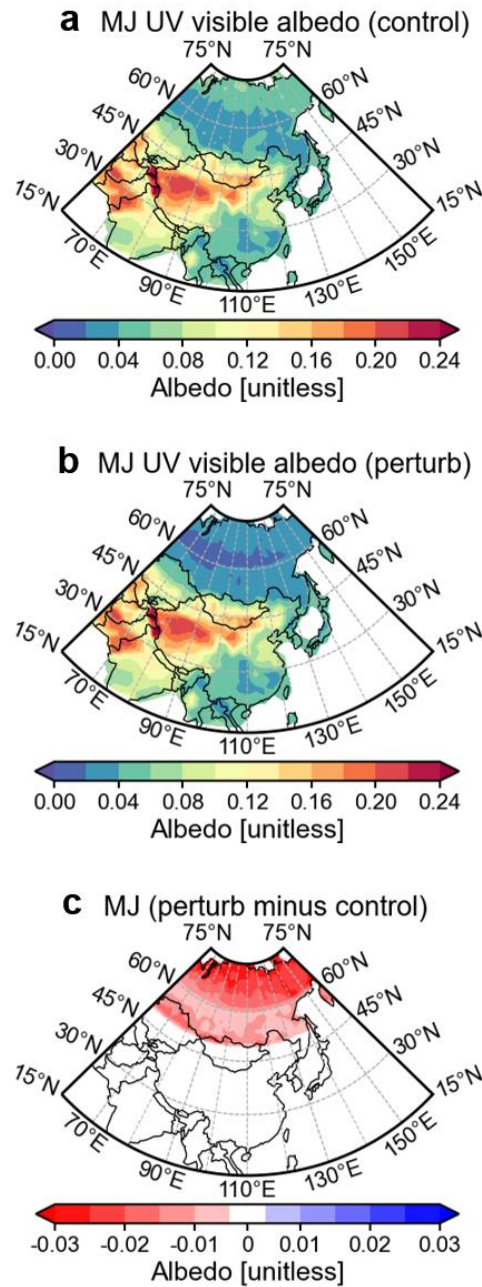 a MJ UV visible albedo (control)
75°N 75°N
60°N 60°N
45°N 45°N
30°N 30°N
15°N 15°N
70°E 150°E
90°E 110°E 130°E
0.00 0.04 0.08 0.12 0.16 0.20 0.24
Albedo [unitless]
b MJ UV visible albedo (perturb)
75°N 75°N
60°N 60°N
45°N 45°N
30°N 30°N
15°N 15°N
70°E 150°E
90°E 110°E 130°E
0.00 0.04 0.08 0.12 0.16 0.20 0.24
Albedo [unitless]
c MJ (perturb minus control)
75°N 75°N
60°N 60°N
45°N 45°N
30°N 30°N
15°N 15°N
70°E 150°E
90°E 110°E 130°E
-0.03 -0.02 -0.01 0 0.01 0.02 0.03
Albedo [unitless]